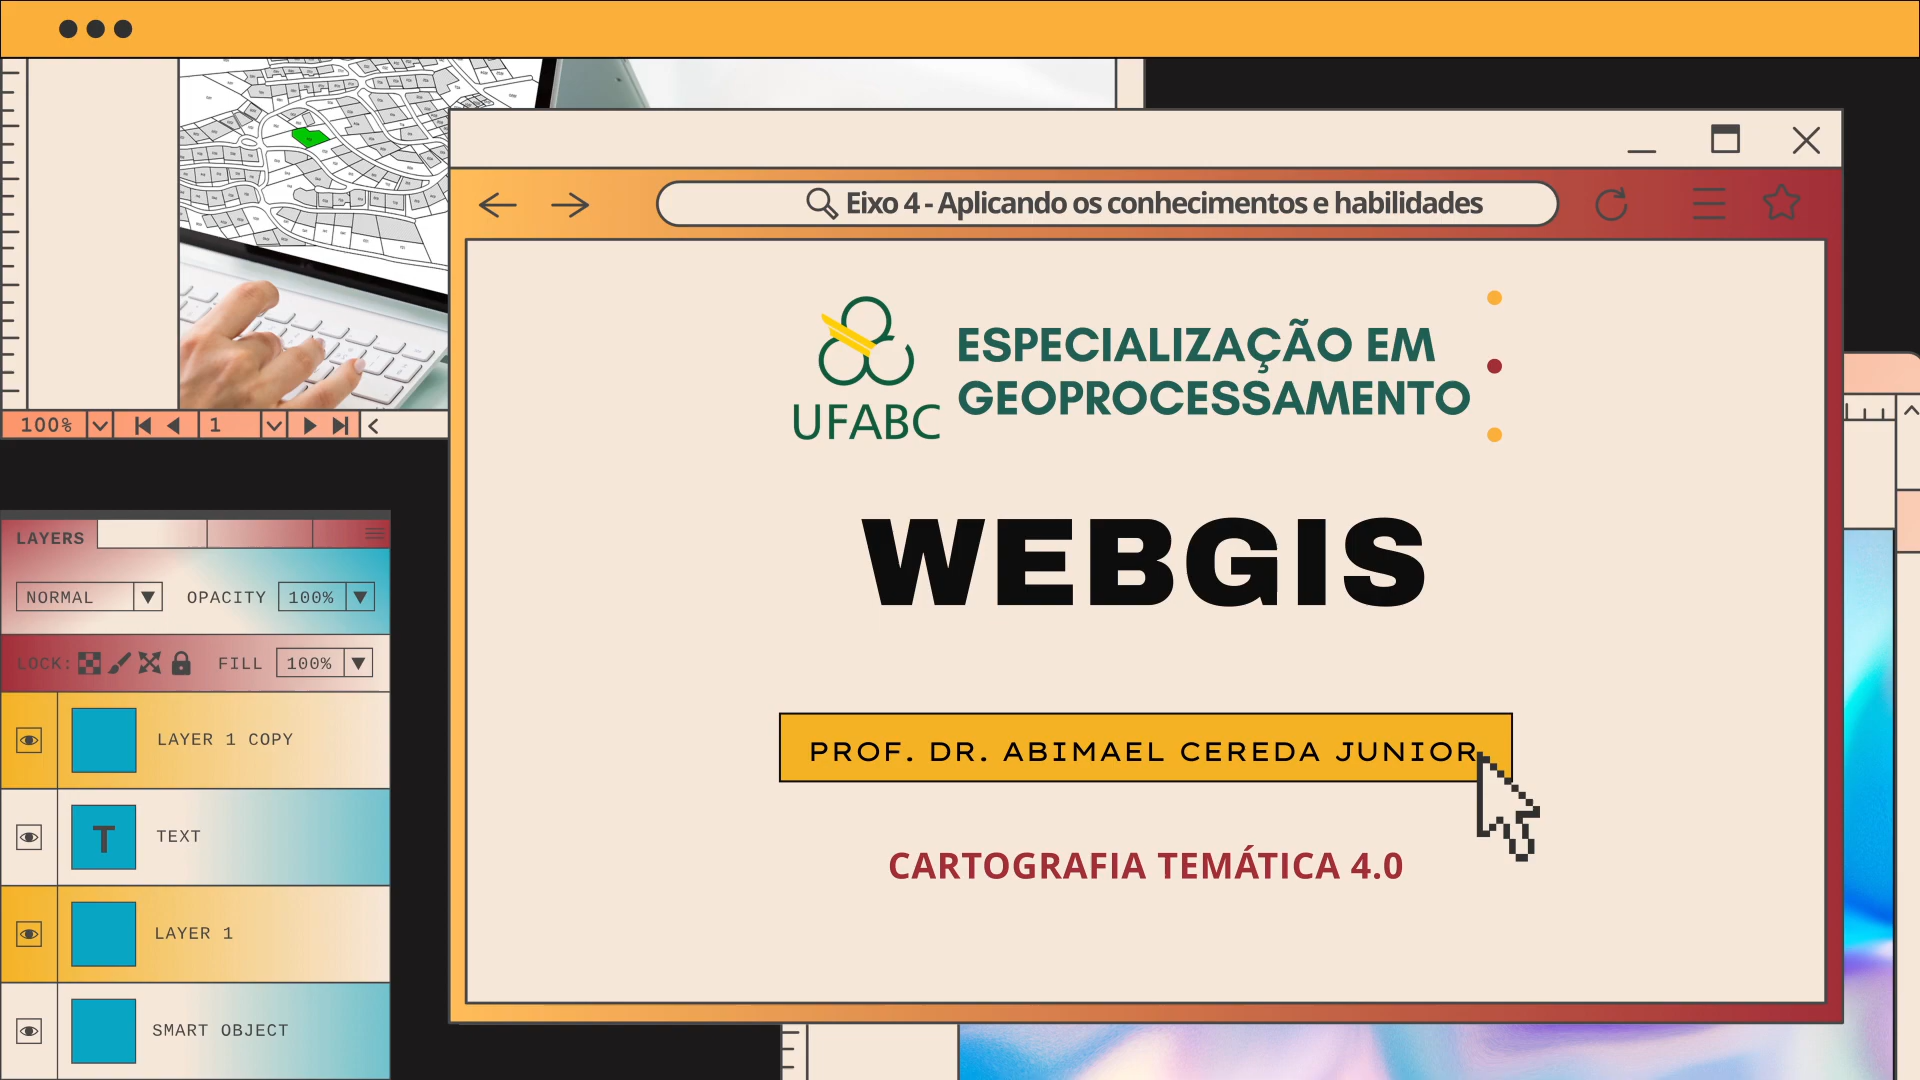 Eixo 4 - Aplicando os conhecimentos e habilidades
UFABC
ESPECIALIZAÇÃO EM
GEOPROCESSAMENTO
WEBGIS
PROF. DR. ABIMAEL CEREDA JUNIOR
CARTOGRAFIA TEMÁTICA 4.0
100%
1
LAYERS
NORMAL
OPACITY
100%
LOCK:
FILL
100%
LAYER 1 COPY
T
TEXT
LAYER 1
SMART OBJECT